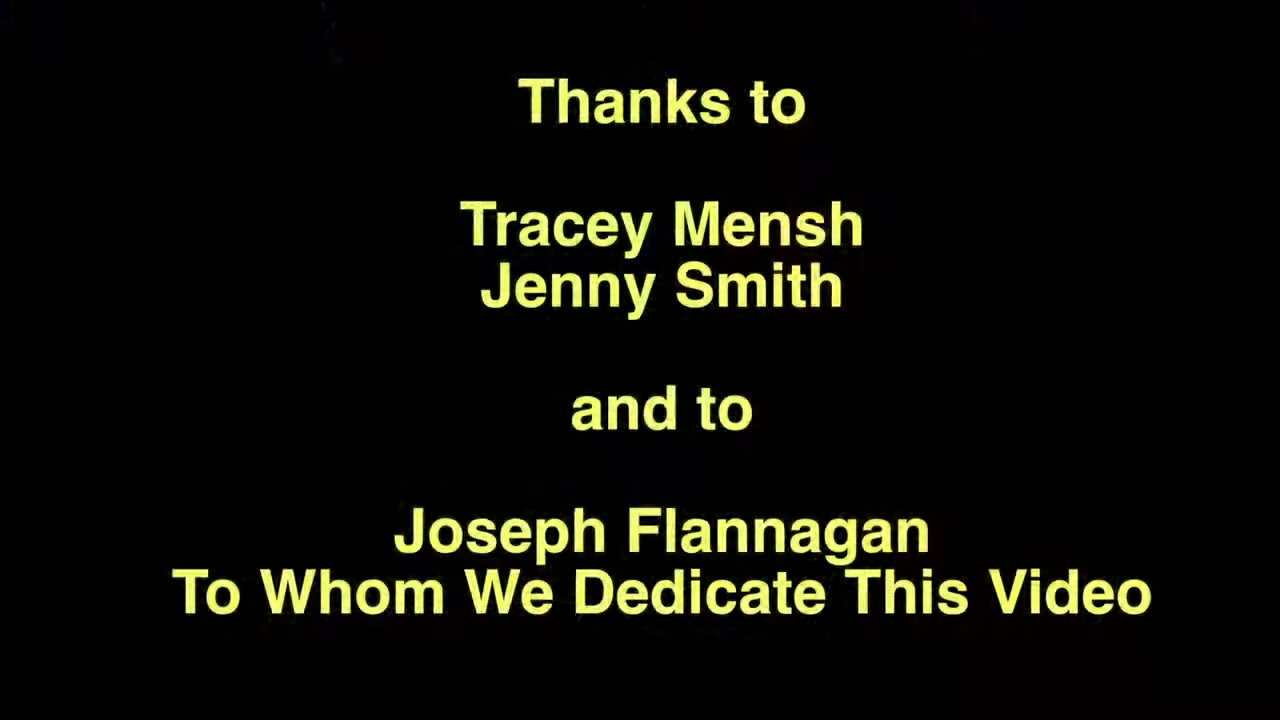 Thanks to
Tracey Mensh
Jenny Smith
and to
Joseph Flannagan
To Whom We Dedicate This Video